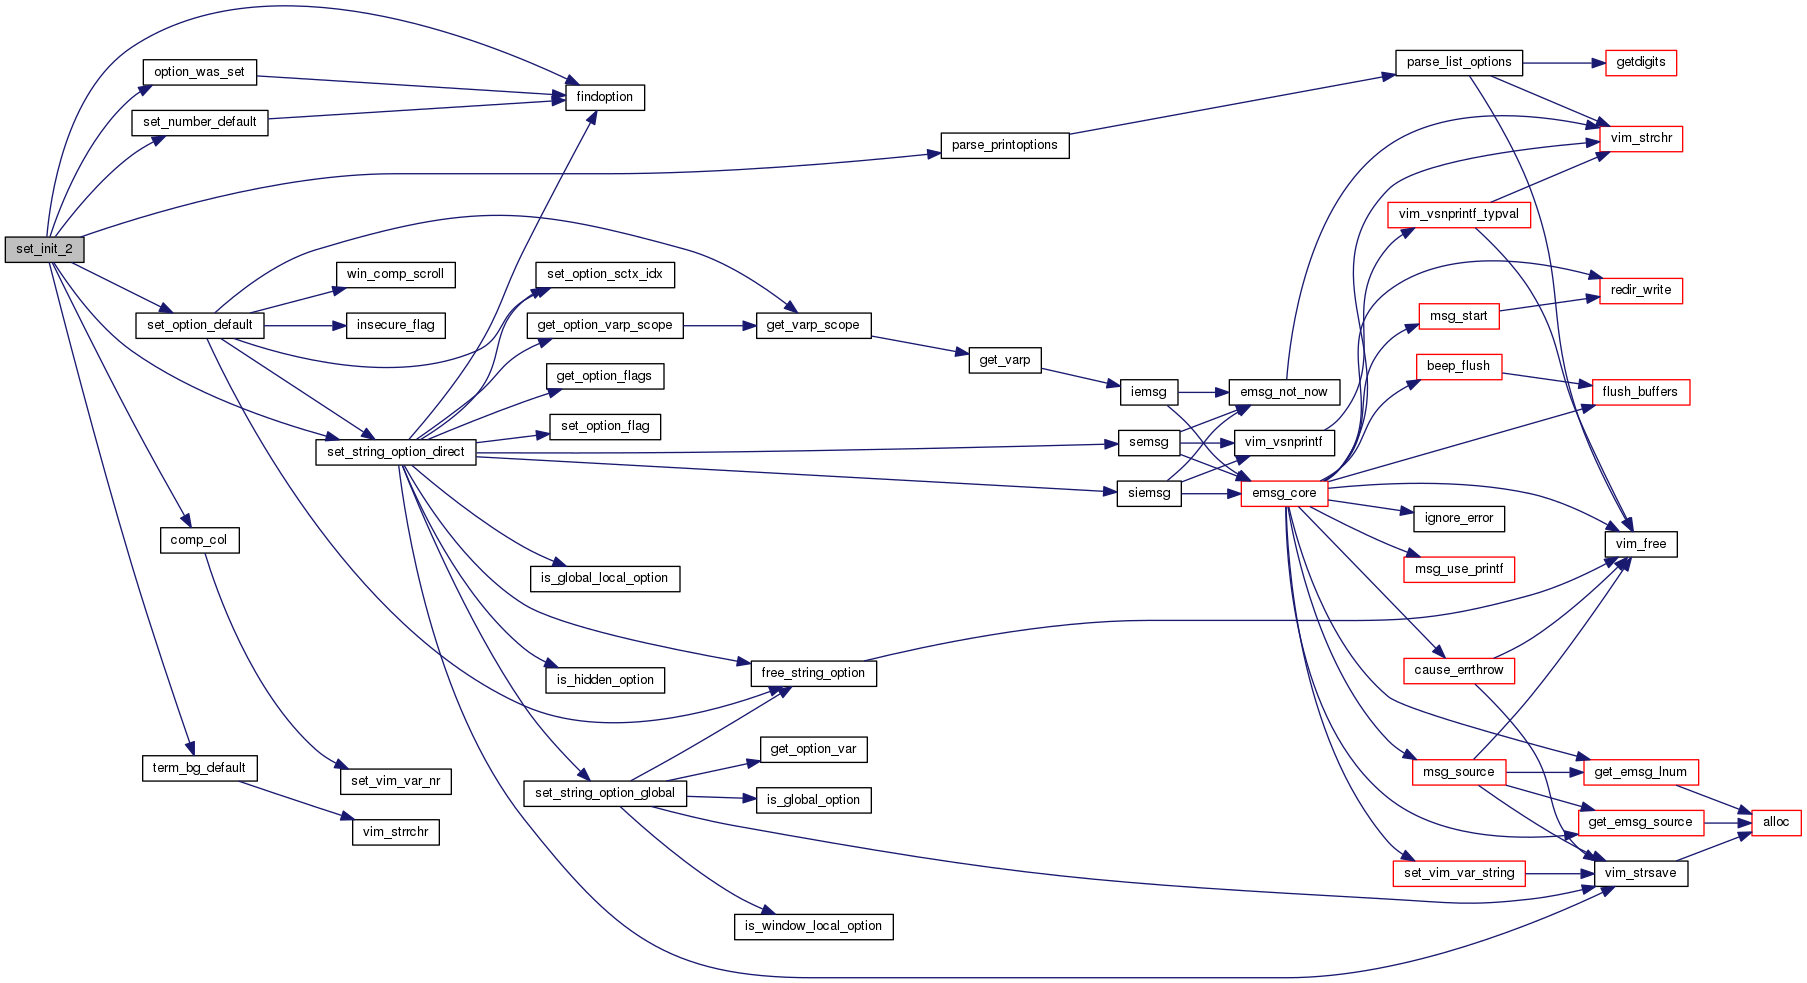 set_init_2
option_was_set
set_number_default
set_option_default
comp_col
term_bg_default
win_comp_scroll
insecure_flag
set_string_option_direct
set_vim_var_nr
vim_strrchr
findoption
set_option_sctx_idx
get_option_varp_scope
get_option_flags
set_option_flag
is_global_local_option
is_hidden_option
set_string_option_global
get_varp_scope
free_string_option
get_option_var
is_global_option
is_window_local_option
parse_printoptions
get_varp
iemsg
semsg
siemsg
emsg_not_now
vim_vsnprintf
emsg_core
parse_list_options
vim_vsnprintf_typval
msg_start
beep_flush
ignore_error
msg_use_printf
cause_errthrow
msg_source
set_vim_var_string
getdigits
vim_strchr
redir_write
flush_buffers
vim_free
get_emsg_lnum
get_emsg_source
vim_strsave
alloc